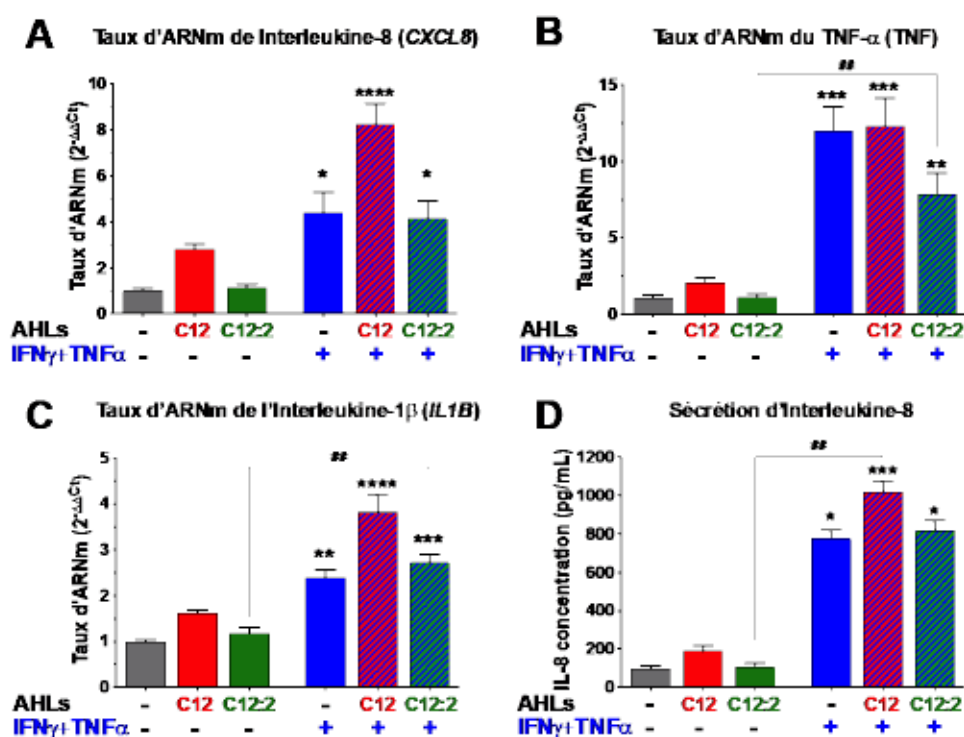 A Taux d'ARNm de Interleukine-8 (CXCL8)
Taux d'ARNm (2-ΔΔCt)
10
8
6
4
2
0
* **** *
AHLs - C12 C12:2 - C12 C12:2
IFNγ+TNFα - - - + + +
B Taux d'ARNm du TNF-α (TNF)
Taux d'ARNm (2-ΔΔCt)
15
10
5
0
##
*** *** **
AHLs - C12 C12:2 - C12 C12:2
IFNγ+TNFα - - - + + +
C Taux d'ARNm de l'Interleukine-1β (IL1B)
Taux d'ARNm (2-ΔΔCt)
5
4
3
2
1
0
##
** **** ***
AHLs - C12 C12:2 - C12 C12:2
IFNγ+TNFα - - - + + +
D Sécrétion d'Interleukine-8
IL-8 concentration (pg/mL)
1200
1000
800
600
400
200
0
##
* *** *
AHLs - C12 C12:2 - C12 C12:2
IFNγ+TNFα - - - + + +